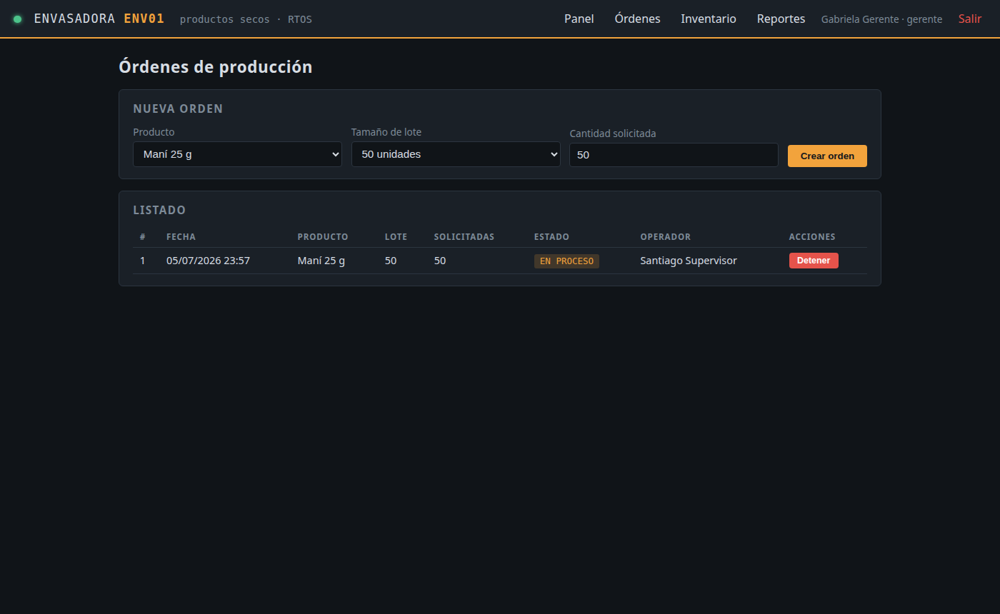 ENVASADORA ENV01 productos secos · RTOS Panel Órdenes Inventario Reportes Gabriela Gerente · gerente Salir
Órdenes de producción
NUEVA ORDEN
Producto Tamaño de lote Cantidad solicitada
Maní 25 g 50 unidades 50 Crear orden
LISTADO
# FECHA PRODUCTO LOTE SOLICITADAS ESTADO OPERADOR ACCIONES
1 05/07/2026 23:57 Maní 25 g 50 50 EN PROCESO Santiago Supervisor Detener